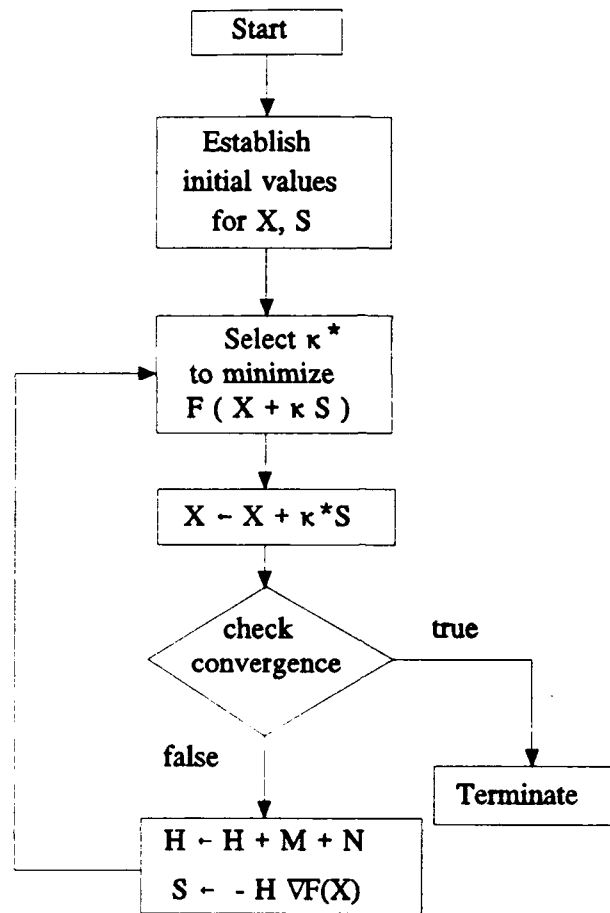 Start
Establish
initial values
for X, S
Select κ*
to minimize
F ( X + κ S )
X ← X + κ*S
check
convergence
true
false
Terminate
H ← H + M + N
S ← - H ∇F(X)